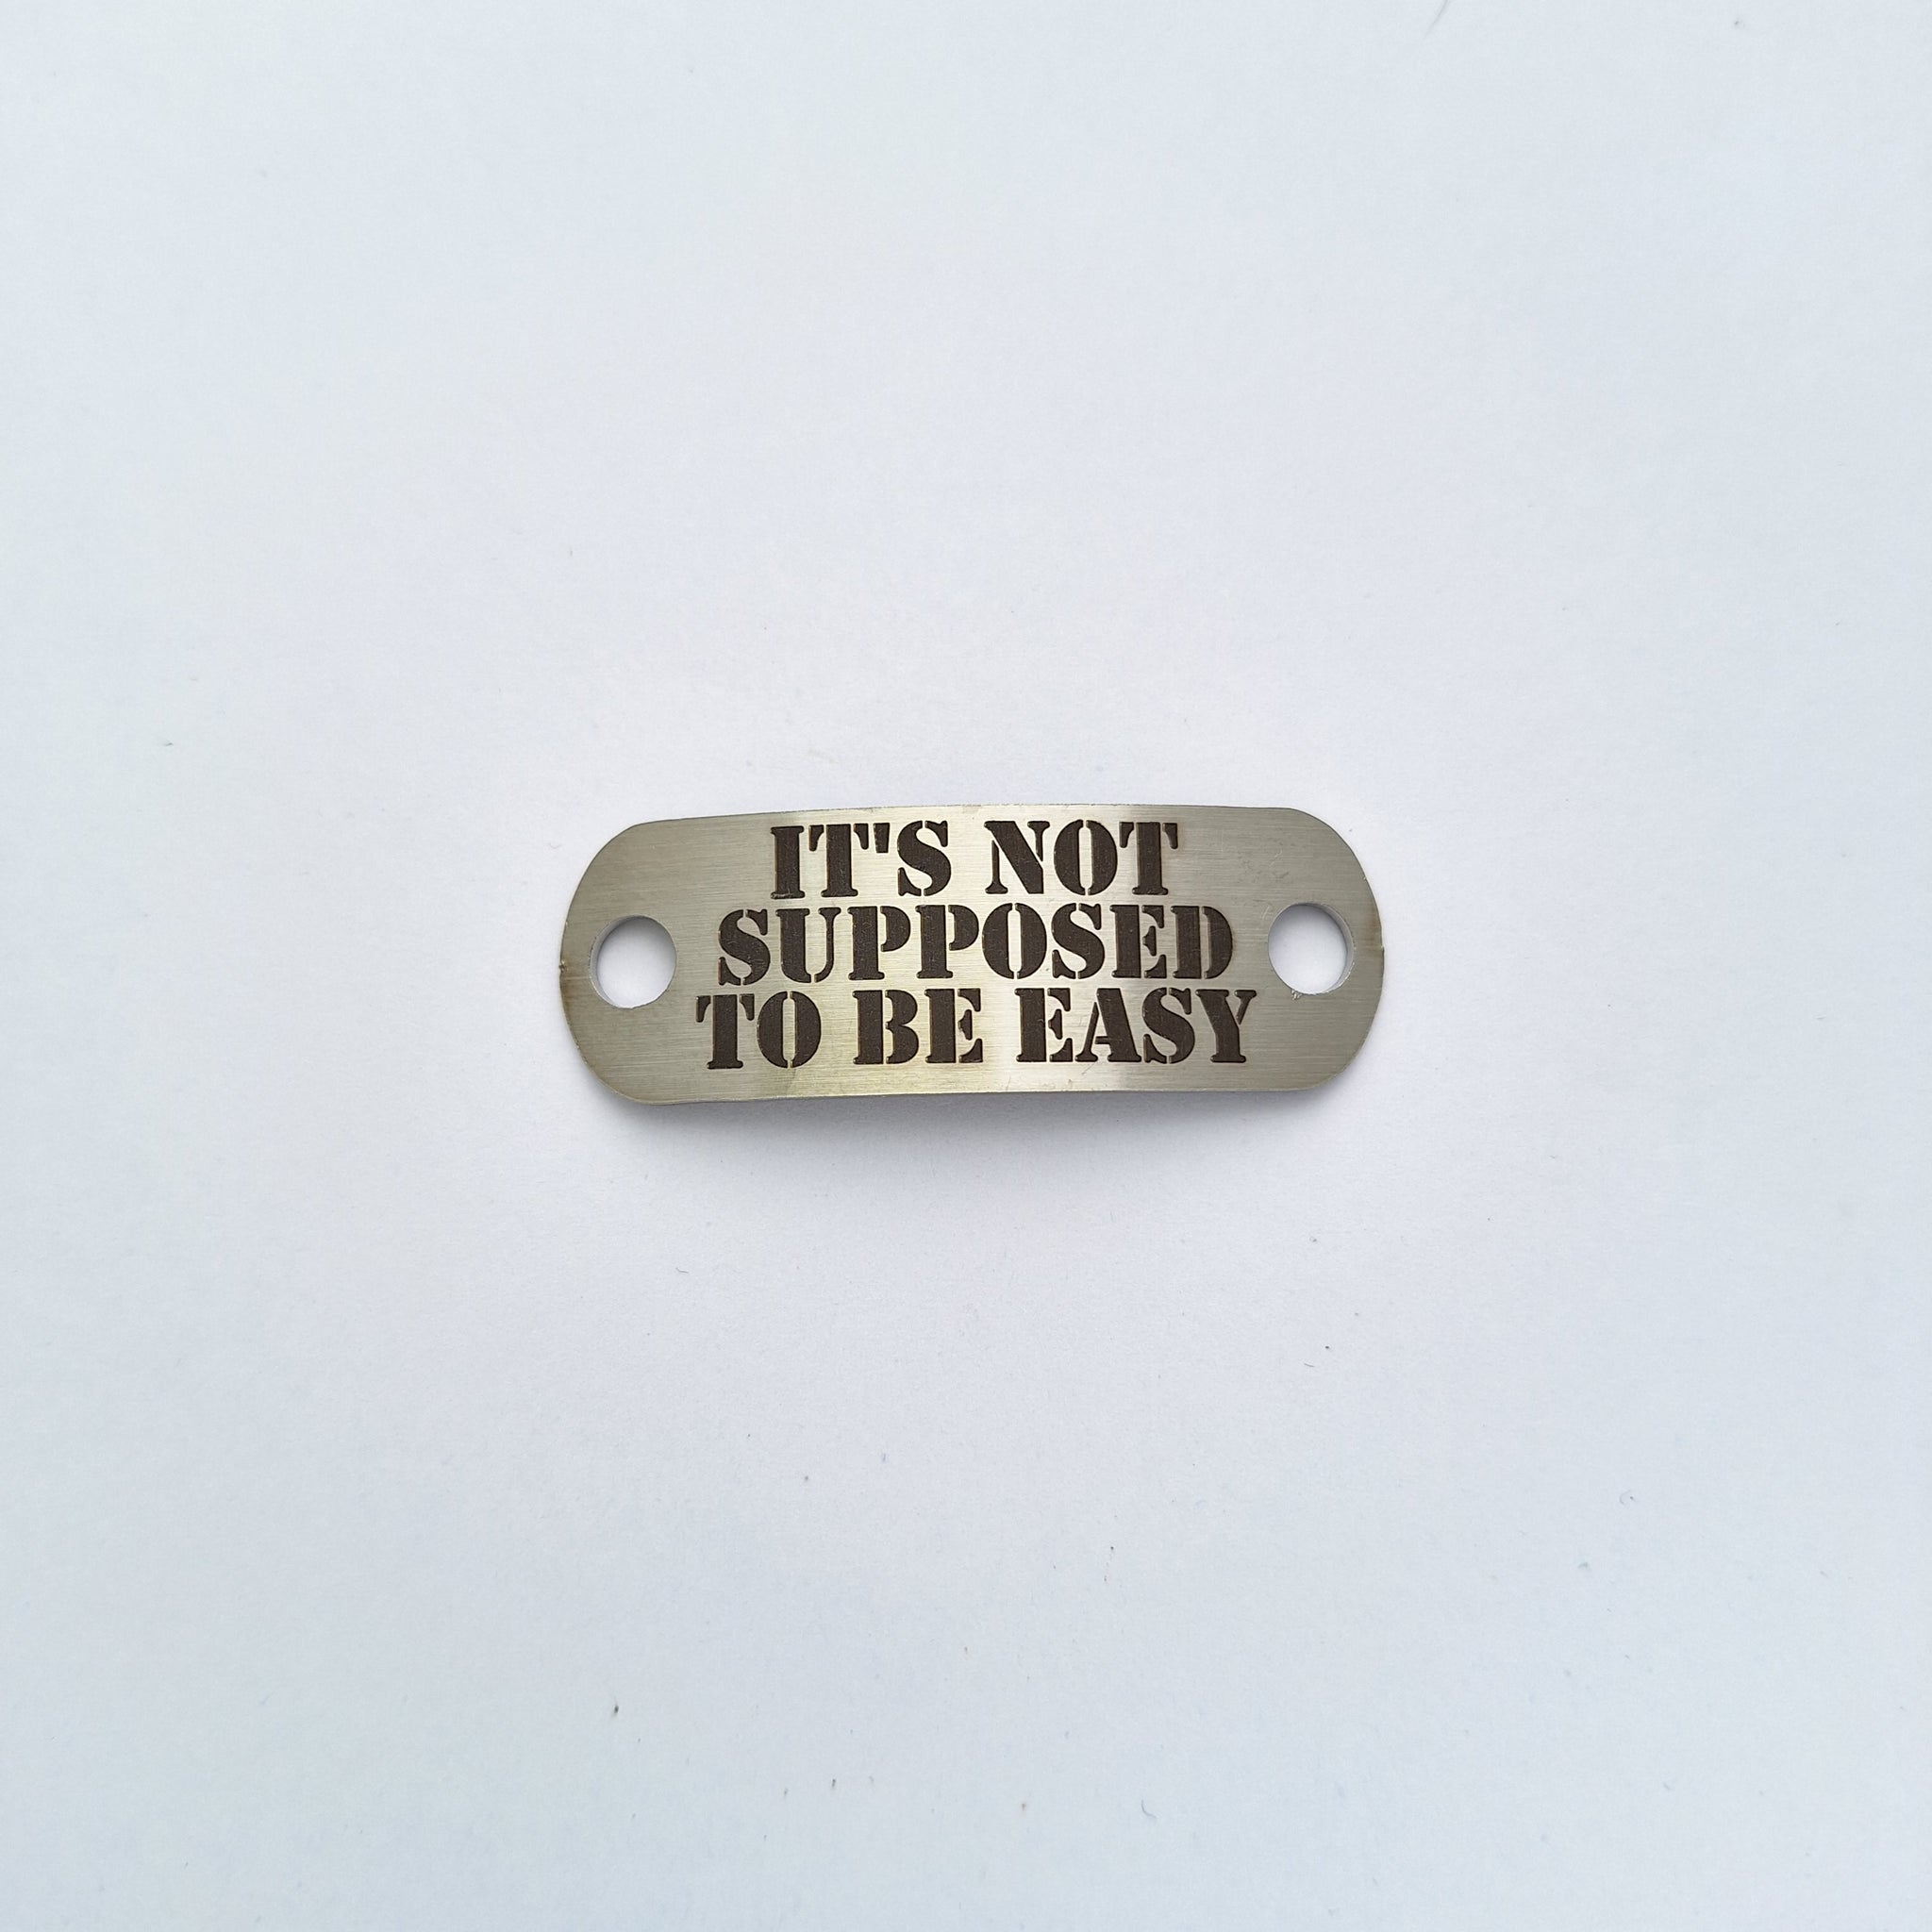 IT'S NOT
SUPPOSED
TO BE EASY